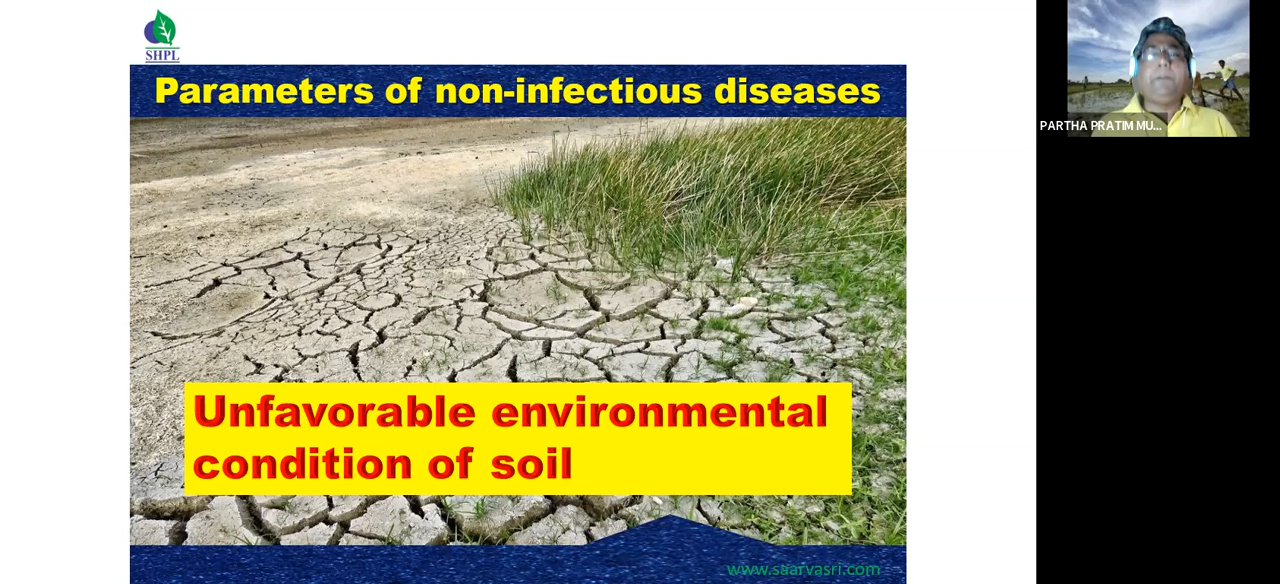 SHPL
Parameters of non-infectious diseases
PARTHA PRATIM MU...
Unfavorable environmental
condition of soil
www.saarvasri.com